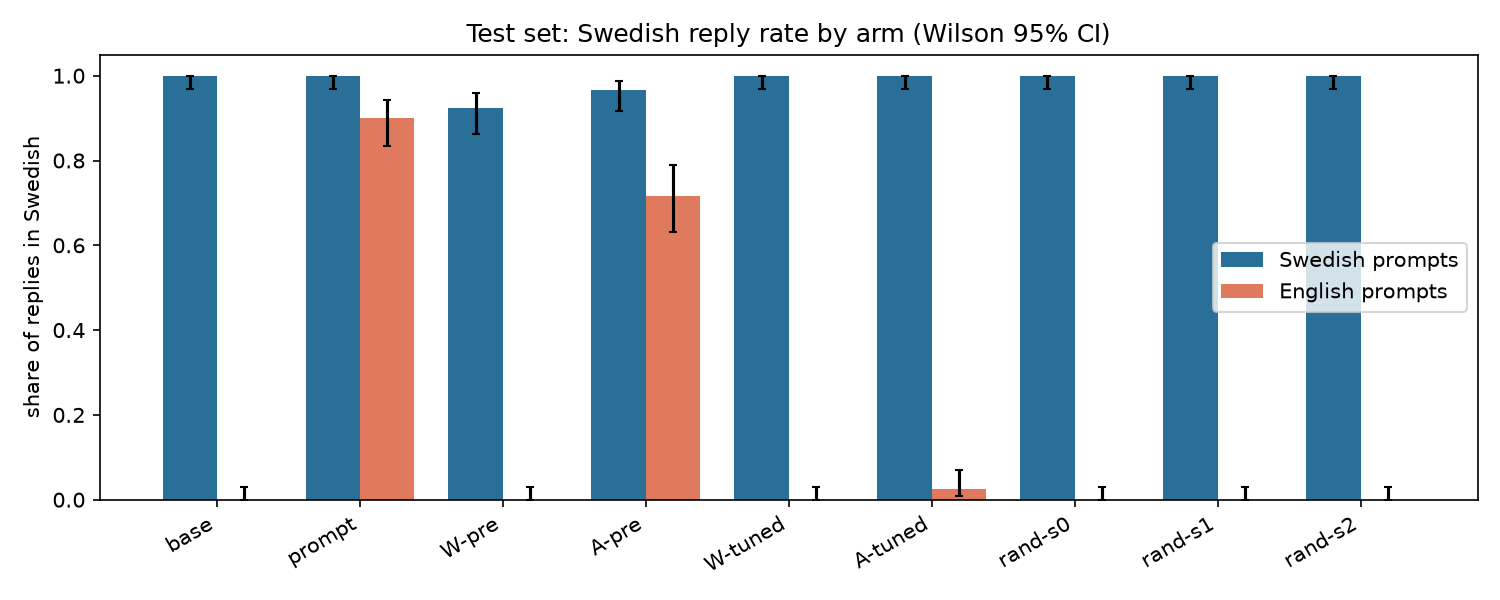 Test set: Swedish reply rate by arm (Wilson 95% CI)
share of replies in Swedish
1.0
0.8
0.6
0.4
0.2
0.0
Swedish prompts
English prompts
base
prompt
W-pre
A-pre
W-tuned
A-tuned
rand-s0
rand-s1
rand-s2